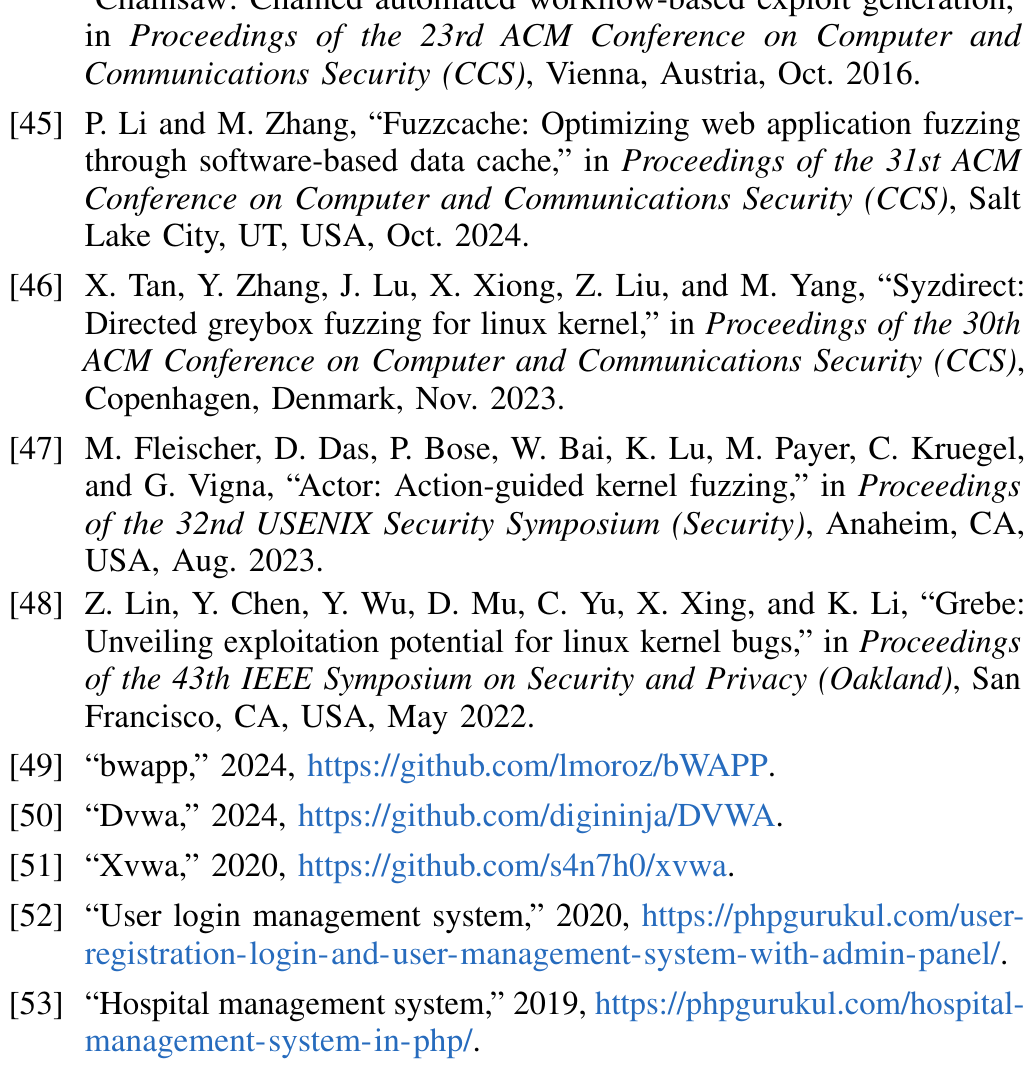 "Chainsaw: Chained automated workflow-based exploit generation,"
in Proceedings of the 23rd ACM Conference on Computer and
Communications Security (CCS), Vienna, Austria, Oct. 2016.
[45] P. Li and M. Zhang, “Fuzzcache: Optimizing web application fuzzing
through software-based data cache,” in Proceedings of the 31st ACM
Conference on Computer and Communications Security (CCS), Salt
Lake City, UT, USA, Oct. 2024.
[46] X. Tan, Y. Zhang, J. Lu, X. Xiong, Z. Liu, and M. Yang, “Syzdirect:
Directed greybox fuzzing for linux kernel,” in Proceedings of the 30th
ACM Conference on Computer and Communications Security (CCS),
Copenhagen, Denmark, Nov. 2023.
[47] M. Fleischer, D. Das, P. Bose, W. Bai, K. Lu, M. Payer, C. Kruegel,
and G. Vigna, “Actor: Action-guided kernel fuzzing,” in Proceedings
of the 32nd USENIX Security Symposium (Security), Anaheim, CA,
USA, Aug. 2023.
[48] Z. Lin, Y. Chen, Y. Wu, D. Mu, C. Yu, X. Xing, and K. Li, “Grebe:
Unveiling exploitation potential for linux kernel bugs,” in Proceedings
of the 43th IEEE Symposium on Security and Privacy (Oakland), San
Francisco, CA, USA, May 2022.
[49] “bwapp,” 2024, https://github.com/lmoroz/bWAPP.
[50] “Dvwa,” 2024, https://github.com/digininja/DVWA.
[51] “Xvwa,” 2020, https://github.com/s4n7h0/xvwa.
[52] “User login management system,” 2020, https://phpgurukul.com/user-
registration-login-and-user-management-system-with-admin-panel/.
[53] “Hospital management system,” 2019, https://phpgurukul.com/hospital-
management-system-in-php/.